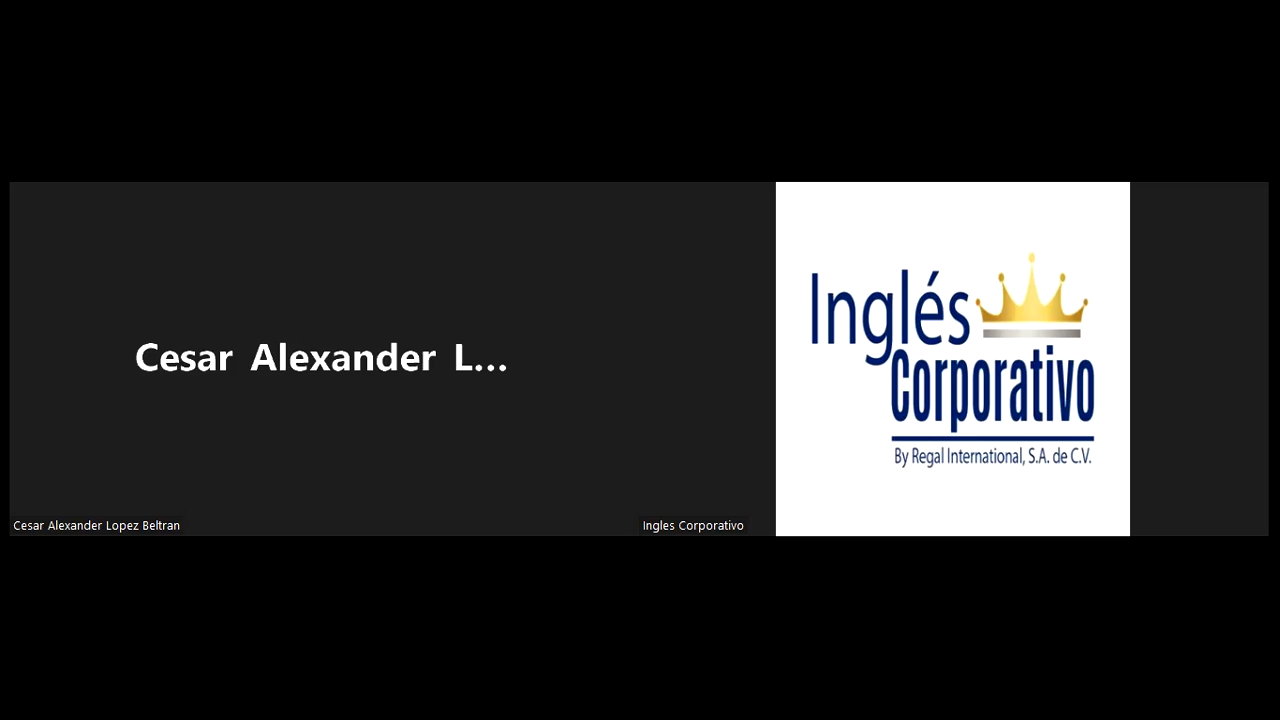 Cesar Alexander L...
Cesar Alexander Lopez Beltran
Ingles Corporativo
Inglés
Corporativo
By Regal International, S.A. de C.V.